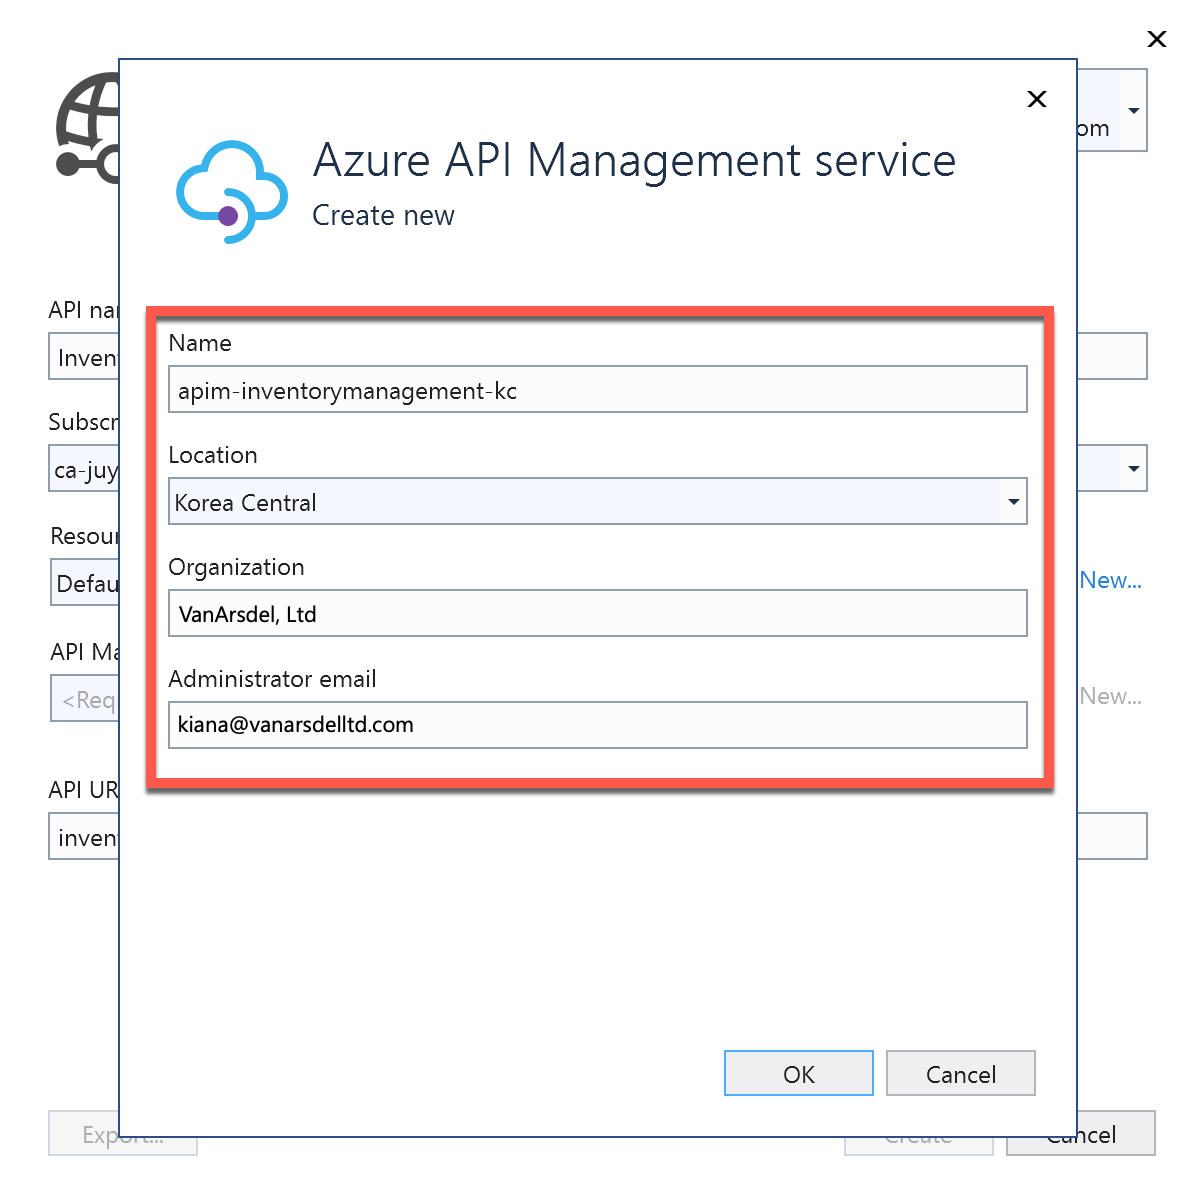 om
Azure API Management service
Create new
API nar
Name
Inven
apim-inventorymanagement-kc
Subscr
Location
ca-juy
Korea Central
Resour
Organization
Defau
VanArsdel, Ltd
New...
API Ma
Administrator email
<Req
kiana@vanarsdelltd.com
New...
API UR
inven
OK
Cancel
Export...
Create
Cancel